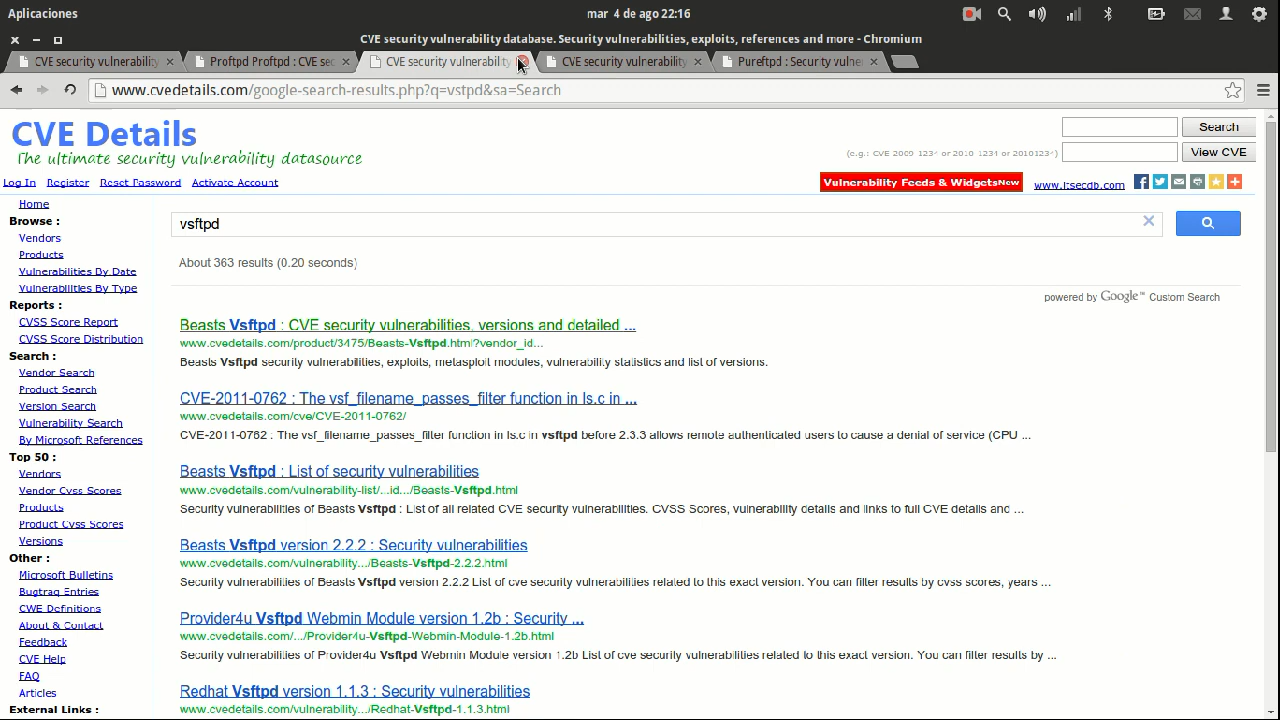 Aplicaciones
mar 4 de ago 22:16
CVE security vulnerability database. Security vulnerabilities, exploits, references and more - Chromium
CVE security vulnerability
Proftpd Proftpd : CVE sec
CVE security vulnerability
CVE security vulnerability
Pureftpd : Security vulne
www.cvedetails.com/google-search-results.php?q=vstpd&sa=Search
CVE Details
The ultimate security vulnerability datasource
Search
(e.g.: CVE-2009-1234 or 2010-1234 or 20101234)
View CVE
Log In Register Reset Password Activate Account
Vulnerability Feeds & WidgetsNew
www.itsecdb.com
Home
Browse :
Vendors
Products
Vulnerabilities By Date
Vulnerabilities By Type
Reports :
CVSS Score Report
CVSS Score Distribution
Search :
Vendor Search
Product Search
Version Search
Vulnerability Search
By Microsoft References
Top 50 :
Vendors
Vendor Cvss Scores
Products
Product Cvss Scores
Versions
Other :
Microsoft Bulletins
Bugtraq Entries
CWE Definitions
About & Contact
Feedback
CVE Help
FAQ
Articles
External Links :
vsftpd
About 363 results (0.20 seconds)
powered by Google™ Custom Search
Beasts Vsftpd : CVE security vulnerabilities, versions and detailed ...
www.cvedetails.com/product/3475/Beasts-Vsftpd.html?vendor_id...
Beasts Vsftpd security vulnerabilities, exploits, metasploit modules, vulnerability statistics and list of versions.
CVE-2011-0762 : The vsf_filename_passes_filter function in ls.c in ...
www.cvedetails.com/cve/CVE-2011-0762/
CVE-2011-0762 : The vsf_filename_passes_filter function in ls.c in vsftpd before 2.3.3 allows remote authenticated users to cause a denial of service (CPU ...
Beasts Vsftpd : List of security vulnerabilities
www.cvedetails.com/vulnerability-list/...id.../Beasts-Vsftpd.html
Security vulnerabilities of Beasts Vsftpd : List of all related CVE security vulnerabilities. CVSS Scores, vulnerability details and links to full CVE details and ...
Beasts Vsftpd version 2.2.2 : Security vulnerabilities
www.cvedetails.com/vulnerability.../Beasts-Vsftpd-2.2.2.html
Security vulnerabilities of Beasts Vsftpd version 2.2.2 List of cve security vulnerabilities related to this exact version. You can filter results by cvss scores, years ...
Provider4u Vsftpd Webmin Module version 1.2b : Security ...
www.cvedetails.com/.../Provider4u-Vsftpd-Webmin-Module-1.2b.html
Security vulnerabilities of Provider4u Vsftpd Webmin Module version 1.2b List of cve security vulnerabilities related to this exact version. You can filter results by ...
Redhat Vsftpd version 1.1.3 : Security vulnerabilities
www.cvedetails.com/vulnerability.../Redhat-Vsftpd-1.1.3.html